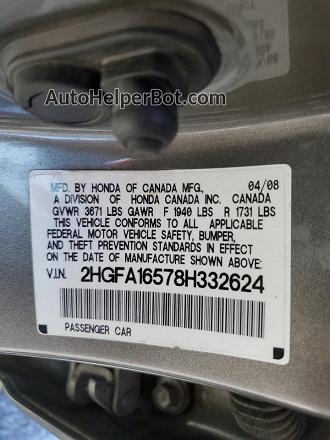 AutoHelperBot.com
MFD. BY HONDA OF CANADA MFG, 04/08
A DIVISION OF HONDA CANADA INC. CANADA
GVWR 3671 LBS GAWR F 1940 LBS R 1731 LBS
THIS VEHICLE CONFORMS TO ALL APPLICABLE
FEDERAL MOTOR VEHICLE SAFETY, BUMPER,
AND THEFT PREVENTION STANDARDS IN EFFECT
ON THE DATE OF MANUFACTURE SHOWN ABOVE.
V.I.N. 2HGFA16578H332624
PASSENGER CAR